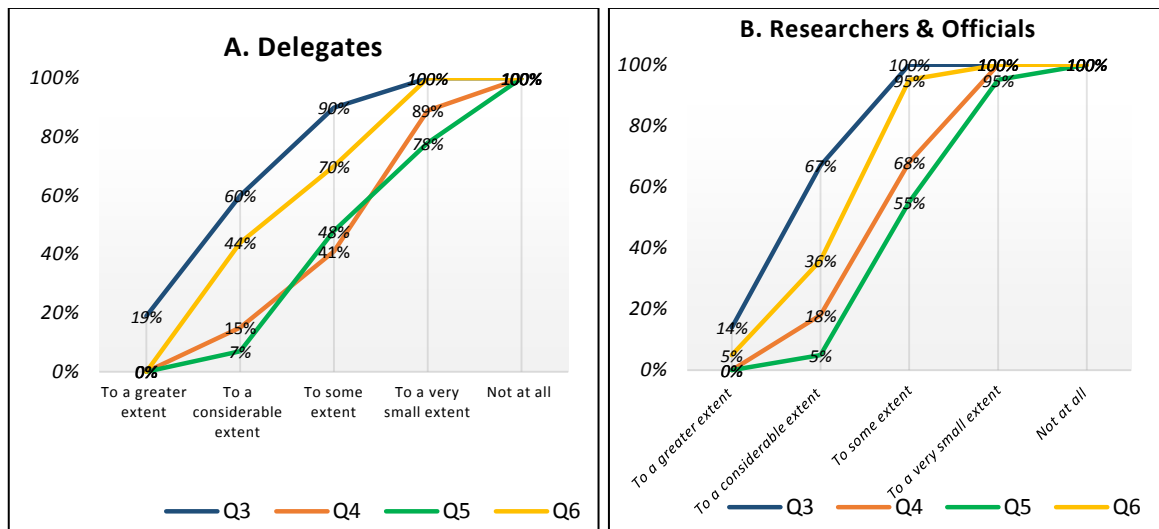 A. Delegates
100%
80%
60%
40%
20%
0%
19%
0%
60%
44%
15%
7%
90%
70%
48%
41%
100%
89%
78%
100%
To a greater extent
To a considerable extent
To some extent
To a very small extent
Not at all
Q3 Q4 Q5 Q6
B. Researchers & Officials
100%
80%
60%
40%
20%
0%
14%
5%
0%
67%
36%
18%
5%
100%
95%
68%
55%
100%
95%
100%
To a greater extent
To a considerable extent
To some extent
To a very small extent
Not at all
Q3 Q4 Q5 Q6